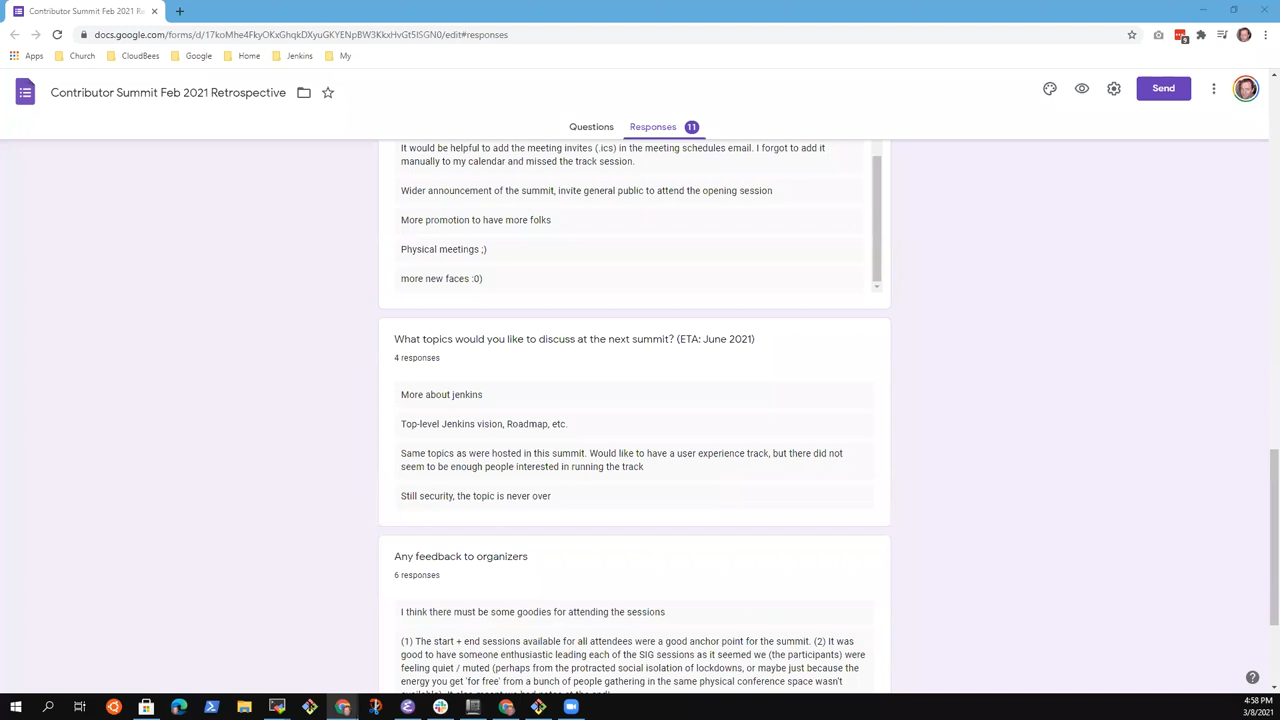 Contributor Summit Feb 2021 Re
docs.google.com/forms/d/17koMhe4FkyOKxGhqkDXyuGKYENpBW3KkxHvGt5ISGN0/edit#responses
Apps Church CloudBees Google Home Jenkins My
Contributor Summit Feb 2021 Retrospective
Send
Questions Responses 11
It would be helpful to add the meeting invites (.ics) in the meeting schedules email. I forgot to add it
manually to my calendar and missed the track session.
Wider announcement of the summit, invite general public to attend the opening session
More promotion to have more folks
Physical meetings ;)
more new faces :0)
What topics would you like to discuss at the next summit? (ETA: June 2021)
4 responses
More about jenkins
Top-level Jenkins vision, Roadmap, etc.
Same topics as were hosted in this summit. Would like to have a user experience track, but there did not
seem to be enough people interested in running the track
Still security, the topic is never over
Any feedback to organizers
6 responses
I think there must be some goodies for attending the sessions
(1) The start + end sessions available for all attendees were a good anchor point for the summit. (2) It was
good to have someone enthusiastic leading each of the SIG sessions as it seemed we (the participants) were
feeling quiet / muted (perhaps from the protracted social isolation of lockdowns, or maybe just because the
energy you get 'for free' from a bunch of people gathering in the same physical conference space wasn't
4:58 PM
3/8/2021